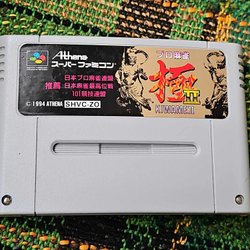 Athena
スーパーファミコン
推薦
日本プロ麻雀連盟
日本麻雀最高位戦
101競技連盟
© 1994 ATHENA SHVC-ZO
プロ麻雀
極
II
KIWAME II